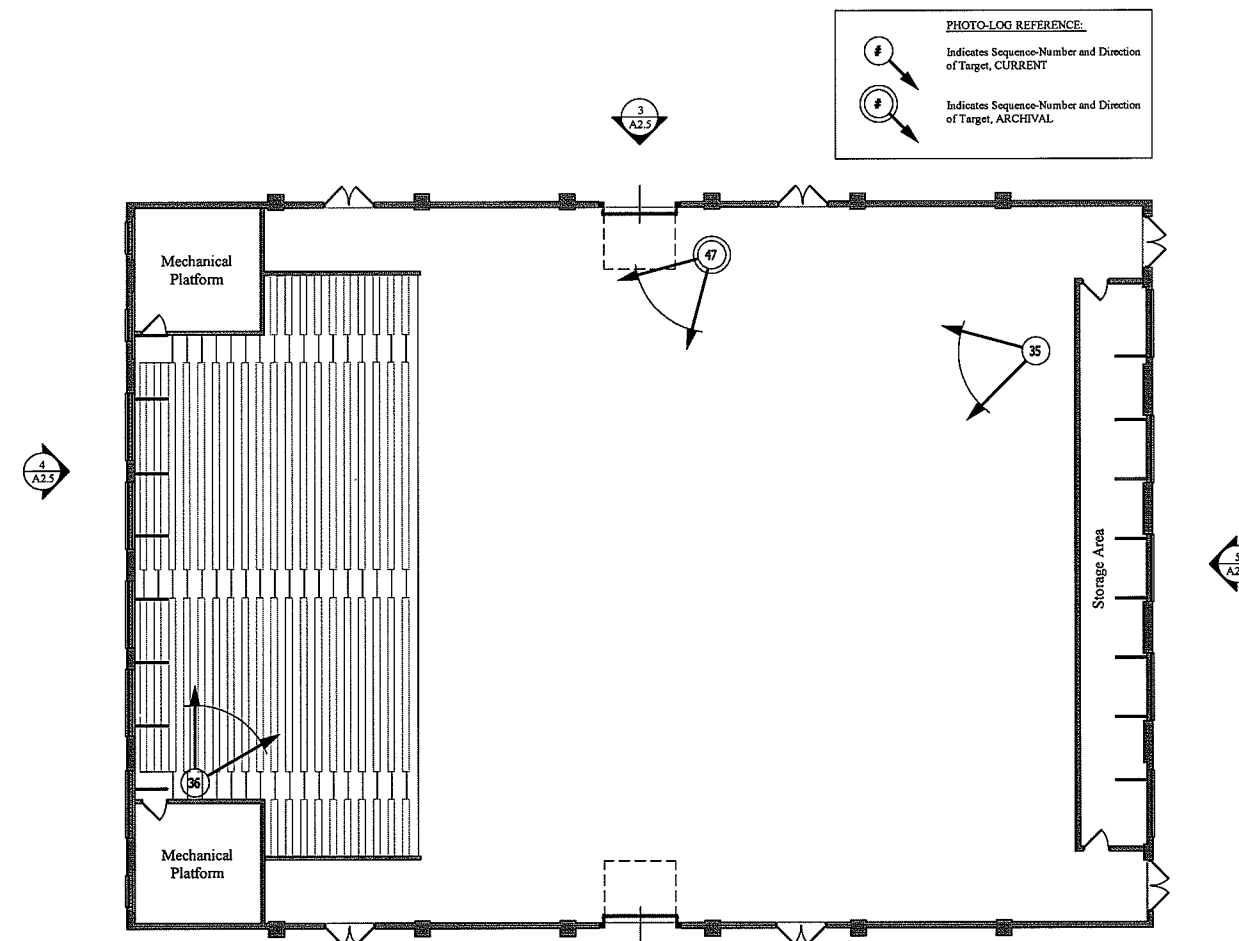 PHOTO-LOG REFERENCE:
#
Indicates Sequence-Number and Direction
of Target, CURRENT
#
Indicates Sequence-Number and Direction
of Target, ARCHIVAL
3
A2.5
Mechanical
Platform
47
35
4
A2.5
Storage Area
5
36
Mechanical
Platform